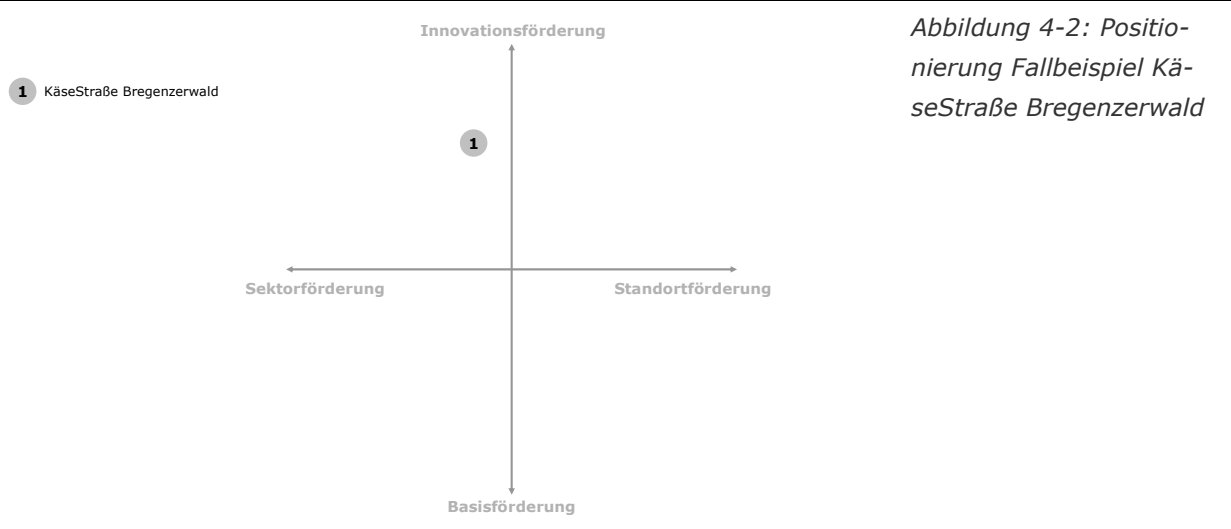 Innovationsförderung
1 KäseStraße Bregenzerwald
1
Sektorförderung
Standortförderung
Basisförderung
Abbildung 4-2: Positio-
nierung Fallbeispiel Kä-
seStraße Bregenzerwald